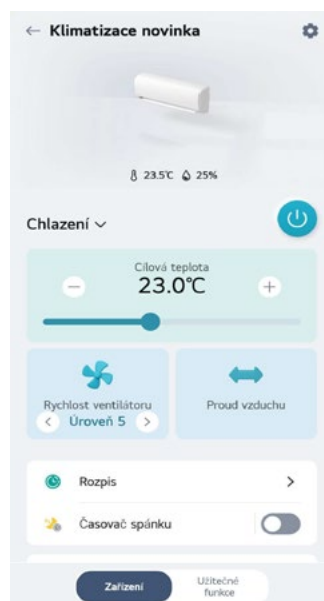 ← Klimatizace novinka
23.5℃ 25%
Chlazení
Cílová teplota
− 23.0℃ +
Rychlost ventilátoru
< Úroveň 5 >
Proud vzduchu
Rozpis >
Časovač spánku
Zařízení
Užitečné
funkce